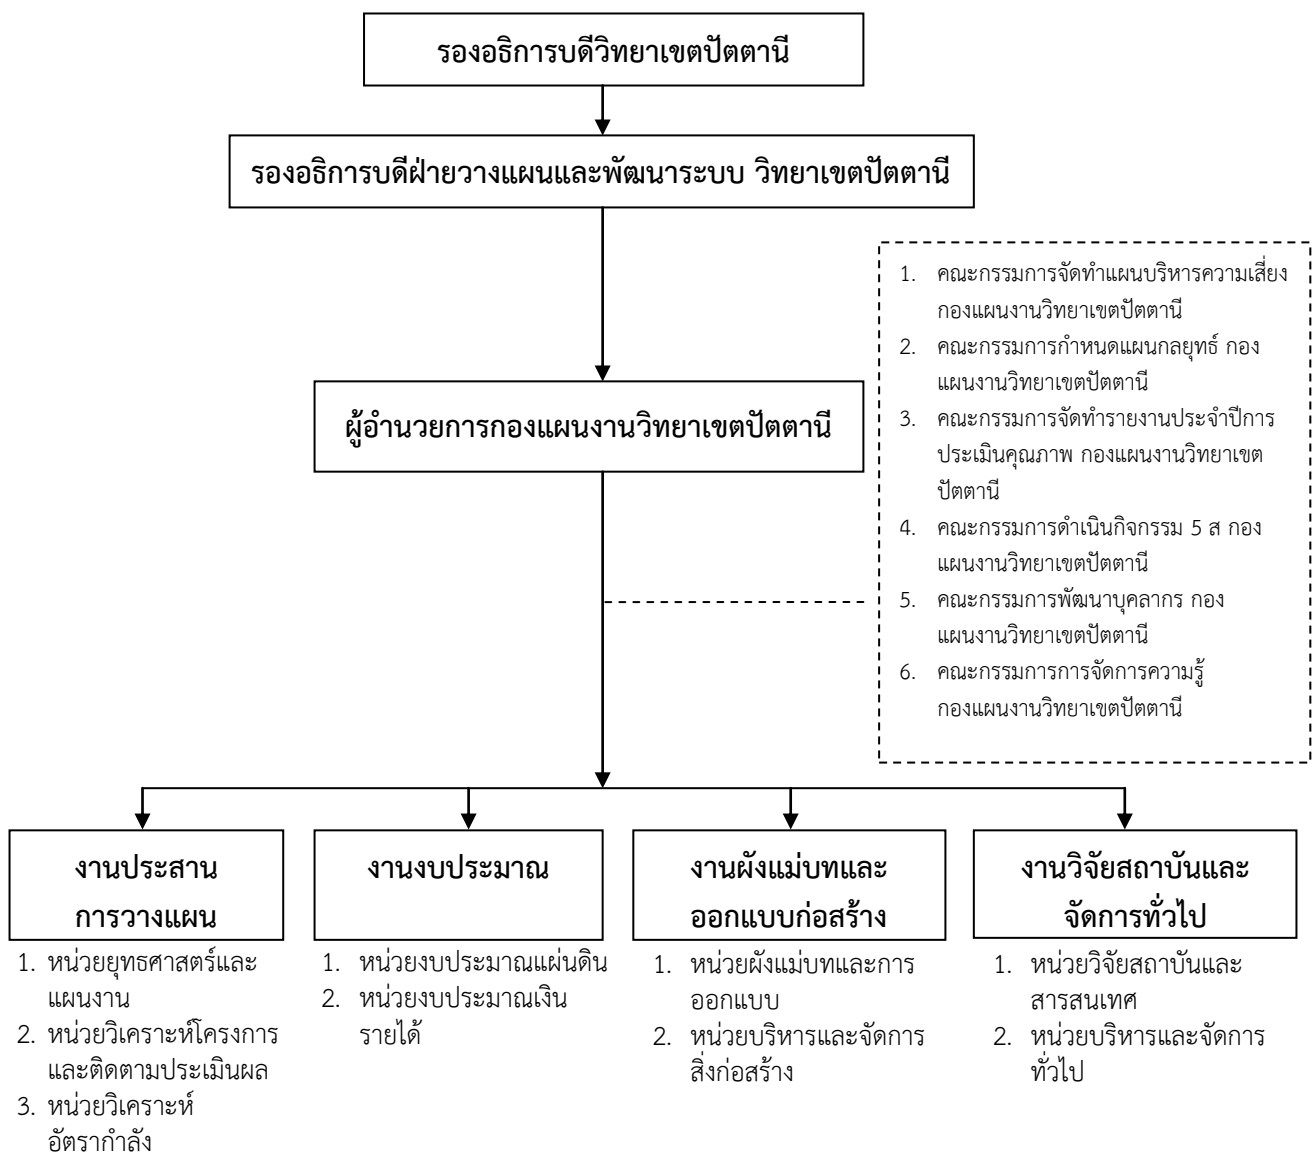 รองอธิการบดีวิทยาเขตปัตตานี
รองอธิการบดีฝ่ายวางแผนและพัฒนาระบบ วิทยาเขตปัตตานี
ผู้อำนวยการกองแผนงานวิทยาเขตปัตตานี
1. คณะกรรมการจัดทำแผนบริหารความเสี่ยง
กองแผนงานวิทยาเขตปัตตานี
2. คณะกรรมการกำหนดแผนกลยุทธ์ กอง
แผนงานวิทยาเขตปัตตานี
3. คณะกรรมการจัดทำรายงานประจำปีการ
ประเมินคุณภาพ กองแผนงานวิทยาเขต
ปัตตานี
4. คณะกรรมการดำเนินกิจกรรม 5 ส กอง
แผนงานวิทยาเขตปัตตานี
5. คณะกรรมการพัฒนาบุคลากร กอง
แผนงานวิทยาเขตปัตตานี
6. คณะกรรมการการจัดการความรู้
กองแผนงานวิทยาเขตปัตตานี
งานประสาน
การวางแผน
1. หน่วยยุทธศาสตร์และ
แผนงาน
2. หน่วยวิเคราะห์โครงการ
และติดตามประเมินผล
3. หน่วยวิเคราะห์
อัตรากำลัง
งานงบประมาณ
1. หน่วยงบประมาณแผ่นดิน
2. หน่วยงบประมาณเงิน
รายได้
งานผังแม่บทและ
ออกแบบก่อสร้าง
1. หน่วยผังแม่บทและการ
ออกแบบ
2. หน่วยบริหารและจัดการ
สิ่งก่อสร้าง
งานวิจัยสถาบันและ
จัดการทั่วไป
1. หน่วยวิจัยสถาบันและ
สารสนเทศ
2. หน่วยบริหารและจัดการ
ทั่วไป